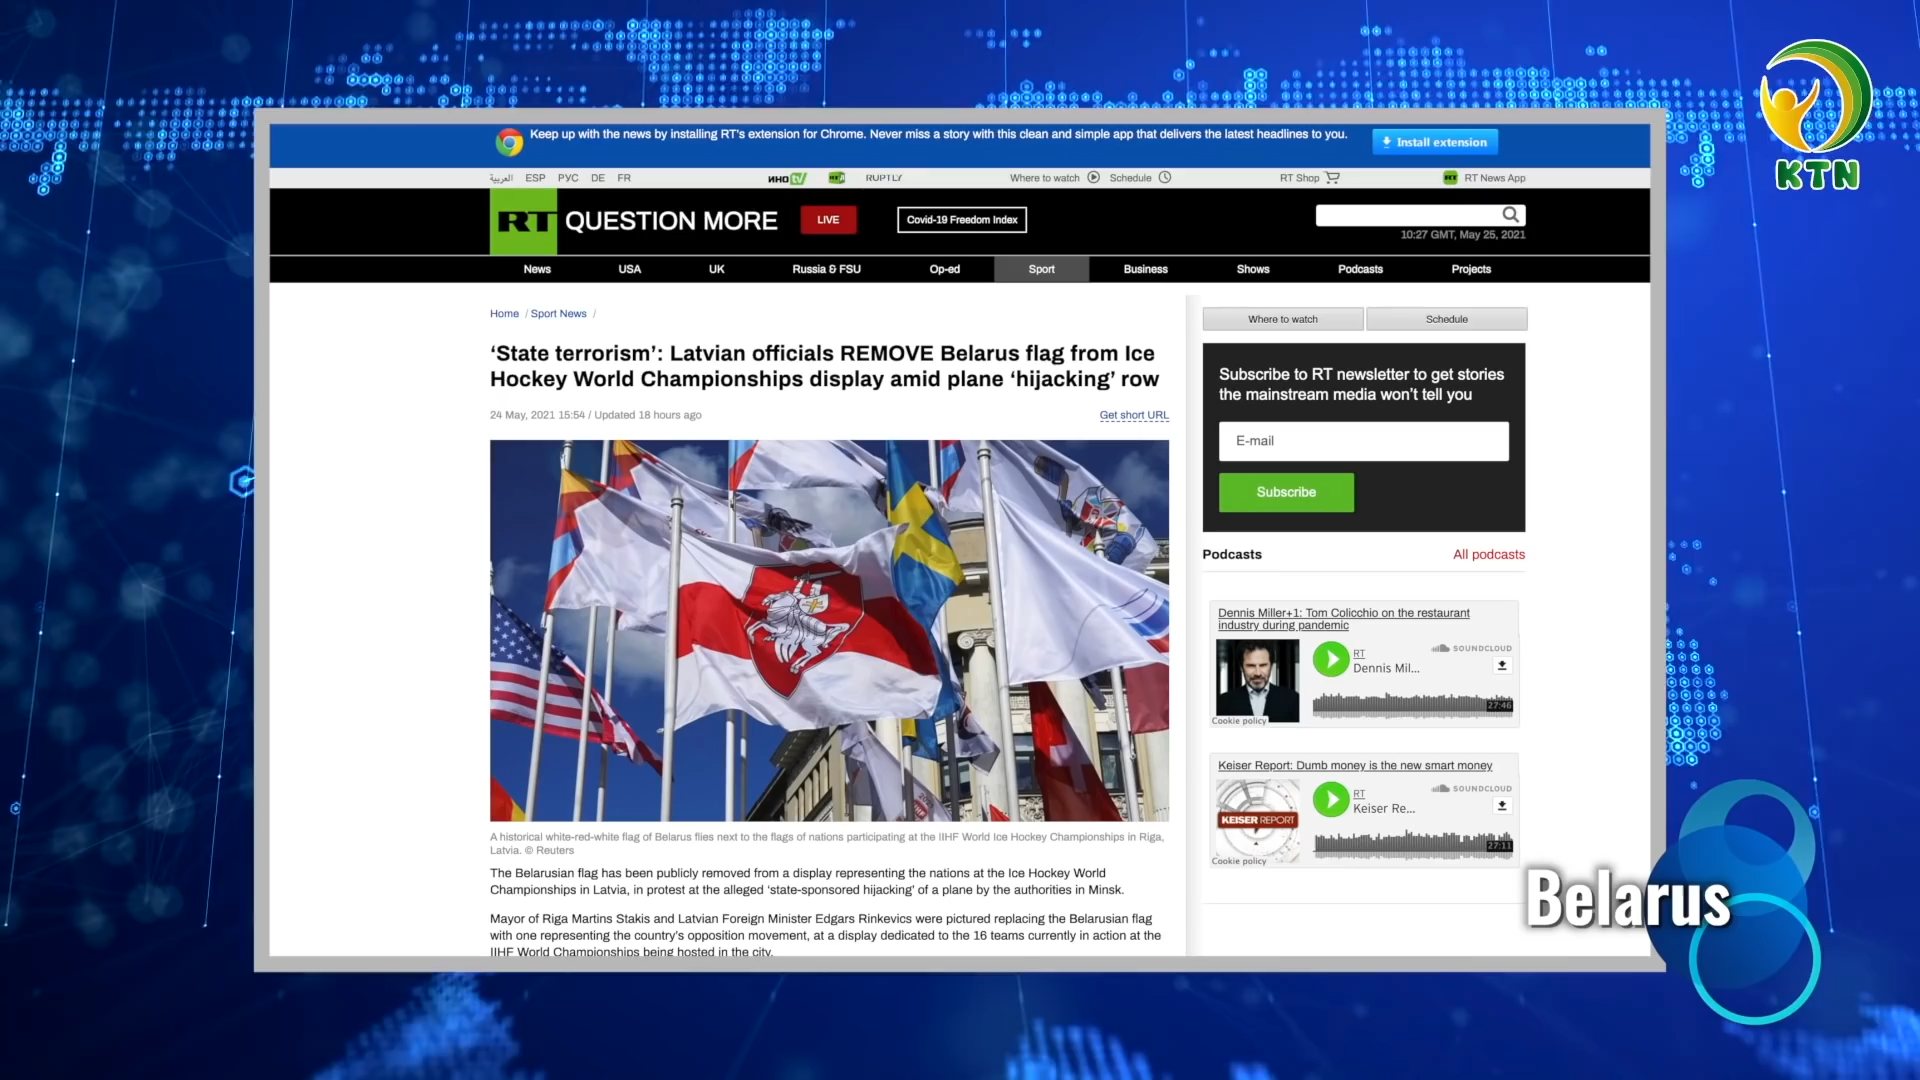 KTN
Keep up with the news by installing RT's extension for Chrome. Never miss a story with this clean and simple app that delivers the latest headlines to you.
Install extension
العربية ESP РУС DE FR ИНО TV RT Д RUPTLY Where to watch Schedule RT Shop RT RT News App
RT QUESTION MORE LIVE Covid-19 Freedom Index
10:27 GMT, May 25, 2021
News USA UK Russia & FSU Op-ed Sport Business Shows Podcasts Projects
Home / Sport News /
‘State terrorism’: Latvian officials REMOVE Belarus flag from Ice
Hockey World Championships display amid plane ‘hijacking’ row
24 May, 2021 15:54 / Updated 18 hours ago
Get short URL
A historical white-red-white flag of Belarus flies next to the flags of nations participating at the IIHF World Ice Hockey Championships in Riga,
Latvia. © Reuters
The Belarusian flag has been publicly removed from a display representing the nations at the Ice Hockey World
Championships in Latvia, in protest at the alleged ‘state-sponsored hijacking’ of a plane by the authorities in Minsk.
Mayor of Riga Martins Stakis and Latvian Foreign Minister Edgars Rinkevics were pictured replacing the Belarusian flag
with one representing the country’s opposition movement, at a display dedicated to the 16 teams currently in action at the
IIHF World Championships being hosted in the city.
Where to watch Schedule
Subscribe to RT newsletter to get stories
the mainstream media won’t tell you
E-mail
Subscribe
Podcasts All podcasts
Dennis Miller+1: Tom Colicchio on the restaurant
industry during pandemic
RT
SOUNDCLOUD
Dennis Mil...
27:46
Cookie policy
Keiser Report: Dumb money is the new smart money
RT
SOUNDCLOUD
Keiser Re...
KEISER REPORT
27:11
Cookie policy
Belarus